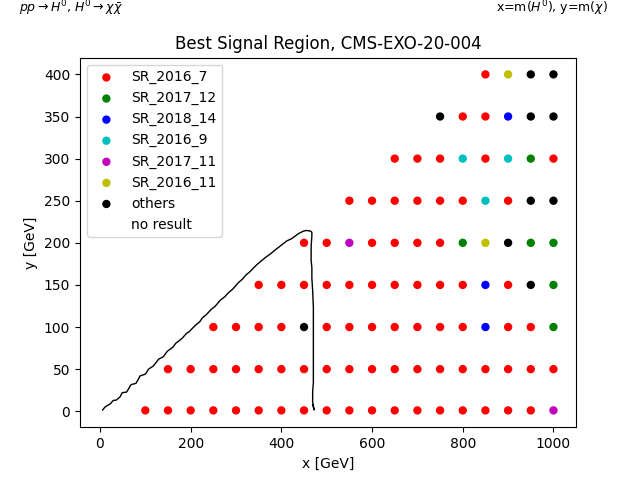 pp → H⁰, H⁰ → χχ̄
x=m(H⁰), y=m(χ)
Best Signal Region, CMS-EXO-20-004
SR_2016_7
SR_2017_12
SR_2018_14
SR_2016_9
SR_2017_11
SR_2016_11
others
no result
y [GeV]
400
350
300
250
200
150
100
50
0
0 200 400 600 800 1000
x [GeV]